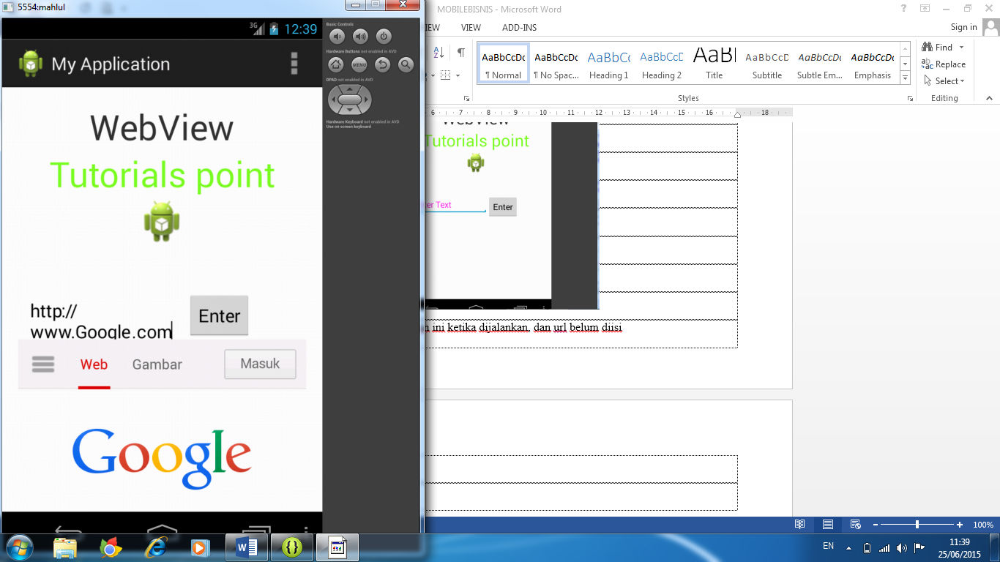 5554:mahlul
3G 12:39
My Application
WebView
Tutorials point
http://
www.Google.com
Enter
Web Gambar Masuk
Google
Basic Controls
Hardware Buttons not enabled in AVD
MENU
DPAD not enabled in AVD
Hardware Keyboard not enabled in AVD
Use on screen keyboard
MOBILEBISNIS - Microsoft Word
VIEW ADD-INS
Sign in
AaBbCcDc AaBbCcDc AaBbCc AaBbCcD AaBl AaBbCcD AaBbCcDc AaBbCcDc
¶ Normal ¶ No Spac... Heading 1 Heading 2 Title Subtitle Subtle Em... Emphasis
Styles
Find
Replace
Select
Editing
6 7 8 9 10 11 12 13 14 15 16 18
WebView
Tutorials point
er Text
Enter
ini ketika dijalankan. dan url belum diisi
100%
EN
11:39
25/06/2015